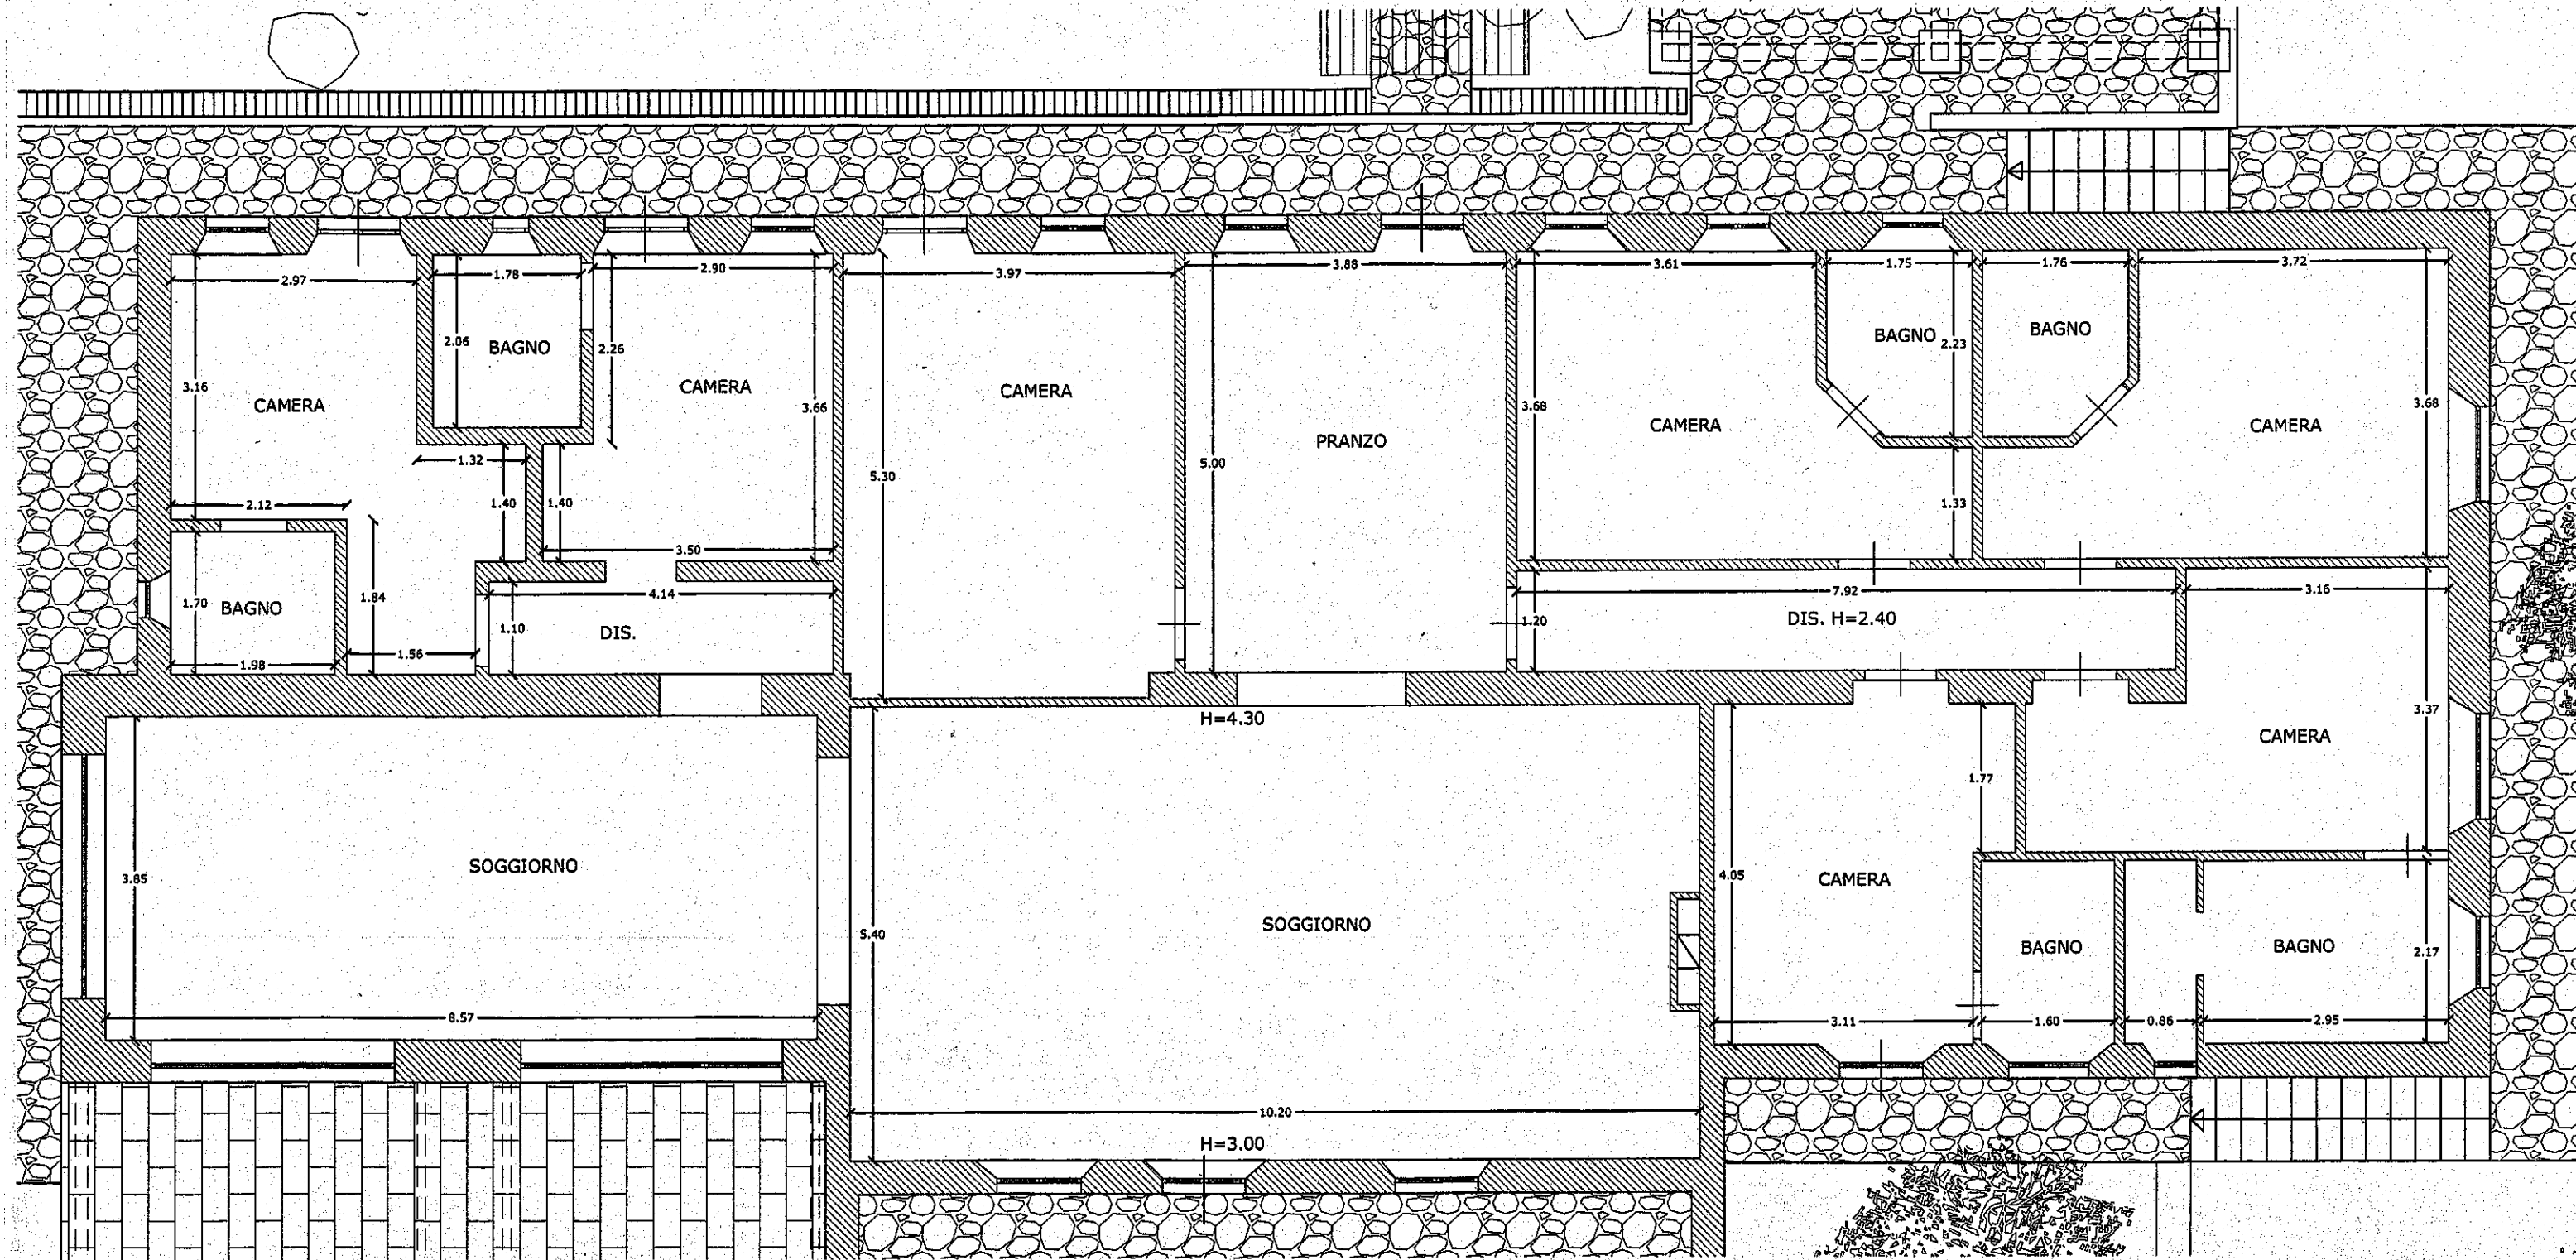 2.97
1.78
2.90
3.97
3.88
3.61
1.75
1.76
3.72
3.16
CAMERA
2.06
BAGNO
2.26
CAMERA
3.66
CAMERA
5.30
PRANZO
5.00
3.68
CAMERA
BAGNO
2.23
BAGNO
CAMERA
3.68
1.32
2.12
1.40
1.40
3.50
1.33
1.70
BAGNO
1.98
1.84
1.56
1.10
4.14
DIS.
1.20
7.92
DIS. H=2.40
3.16
H=4.30
3.85
SOGGIORNO
8.57
5.40
SOGGIORNO
10.20
H=3.00
4.05
CAMERA
1.77
CAMERA
3.37
3.11
BAGNO
1.60
0.86
BAGNO
2.95
2.17